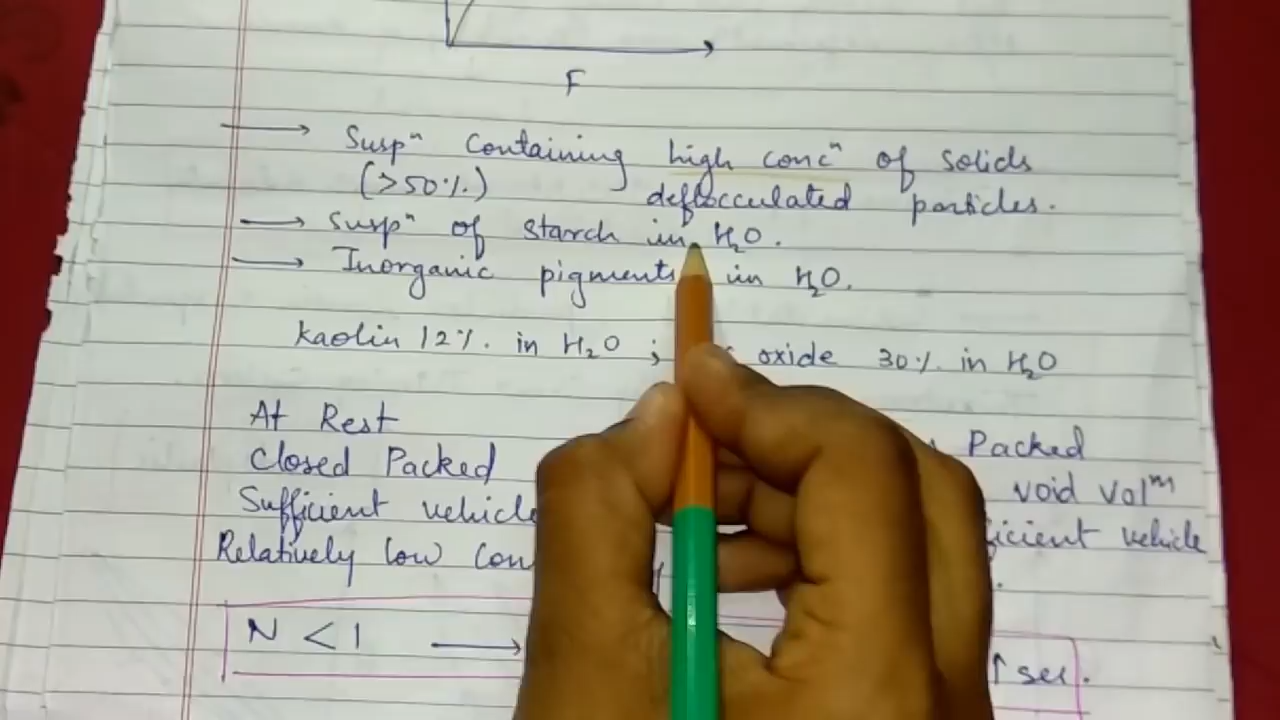 F
→ Suspⁿ Containing high concⁿ of solids
(>50%.) deflocculated particles.
→ Suspⁿ of starch in H₂O.
→ Inorganic pigments in H₂O.
Kaolin 12%. in H₂O ; oxide 30%. in H₂O
At Rest
Closed Packed Packed
Sufficient vehicle void volᵐ
Relatively low vehicle
N < 1 → ↑ ses.